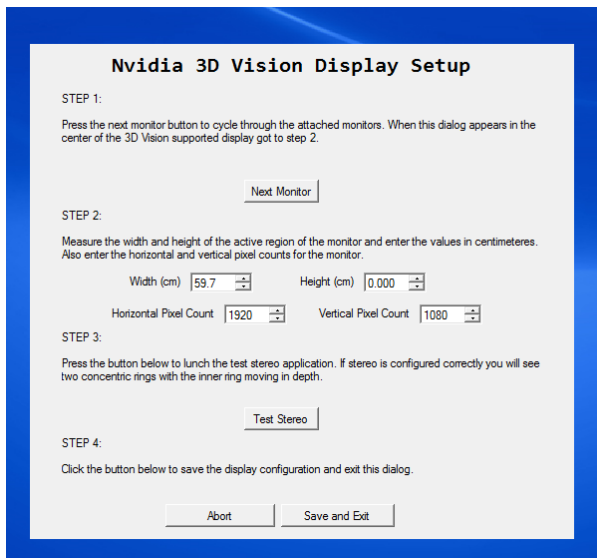 Nvidia 3D Vision Display Setup
STEP 1:
Press the next monitor button to cycle through the attached monitors. When this dialog appears in the
center of the 3D Vision supported display got to step 2.
Next Monitor
STEP 2:
Measure the width and height of the active region of the monitor and enter the values in centimeteres.
Also enter the horizontal and vertical pixel counts for the monitor.
Width (cm) 59.7 Height (cm) 0.000
Horizontal Pixel Count 1920 Vertical Pixel Count 1080
STEP 3:
Press the button below to lunch the test stereo application. If stereo is configured correctly you will see
two concentric rings with the inner ring moving in depth.
Test Stereo
STEP 4:
Click the button below to save the display configuration and exit this dialog.
Abort Save and Exit